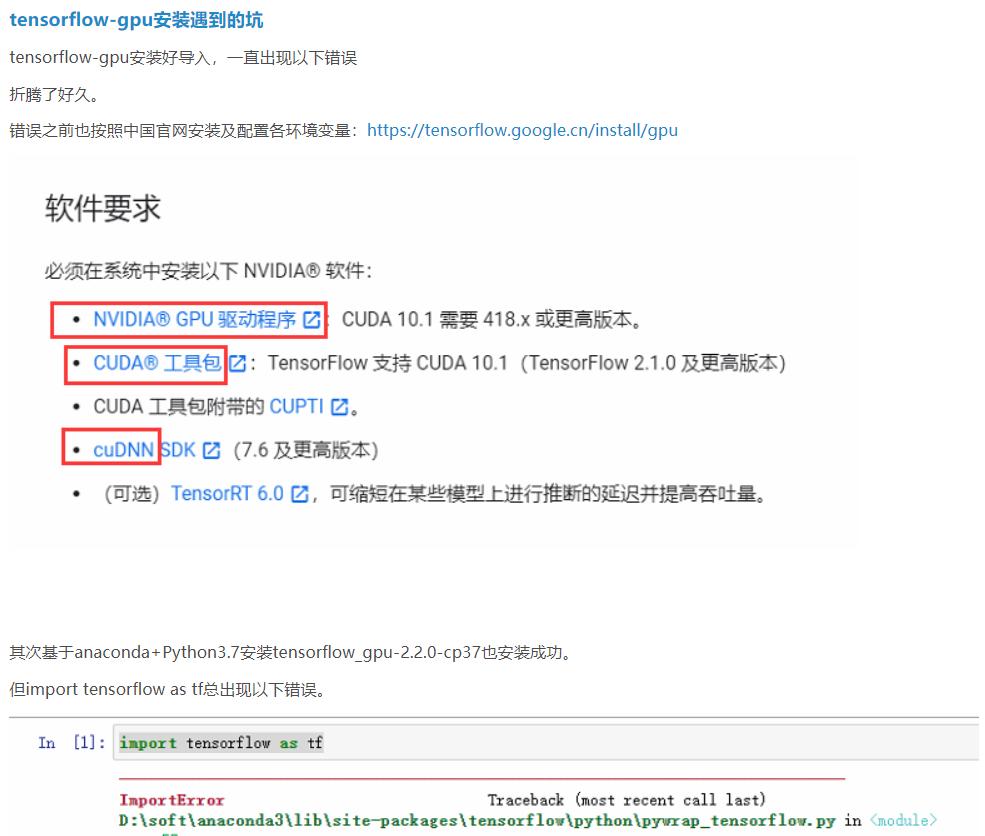 tensorflow-gpu安装遇到的坑
tensorflow-gpu安装好导入，一直出现以下错误
折腾了好久。
错误之前也按照中国官网安装及配置各环境变量：https://tensorflow.google.cn/install/gpu
软件要求
必须在系统中安装以下 NVIDIA® 软件：
• NVIDIA® GPU 驱动程序：CUDA 10.1 需要 418.x 或更高版本。
• CUDA® 工具包：TensorFlow 支持 CUDA 10.1（TensorFlow 2.1.0 及更高版本）
• CUDA 工具包附带的 CUPTI。
• cuDNN SDK（7.6 及更高版本）
• （可选）TensorRT 6.0，可缩短在某些模型上进行推断的延迟并提高吞吐量。
其次基于anaconda+Python3.7安装tensorflow_gpu-2.2.0-cp37也安装成功。
但import tensorflow as tf总出现以下错误。
In [1]: import tensorflow as tf
ImportError Traceback (most recent call last)
D:\soft\anaconda3\lib\site-packages\tensorflow\python\pywrap_tensorflow.py in <module>